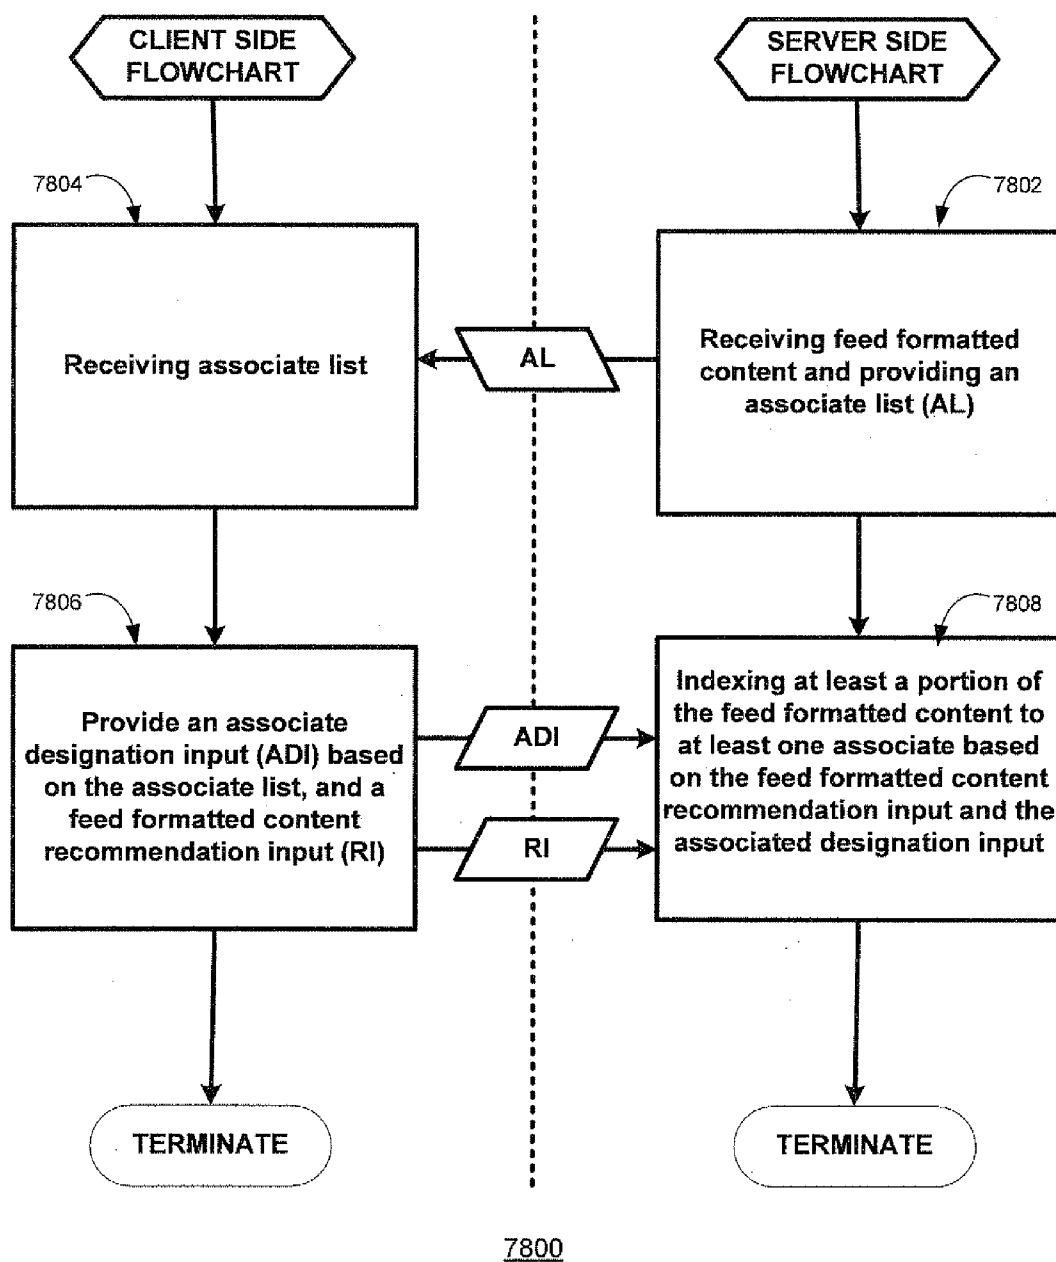 CLIENT SIDE
FLOWCHART
SERVER SIDE
FLOWCHART
7804
7802
Receiving associate list
AL
Receiving feed formatted
content and providing an
associate list (AL)
7806
7808
Provide an associate
designation input (ADI) based
on the associate list, and a
feed formatted content
recommendation input (RI)
ADI
RI
Indexing at least a portion of
the feed formatted content to
at least one associate based
on the feed formatted content
recommendation input and the
associated designation input
TERMINATE
TERMINATE
7800